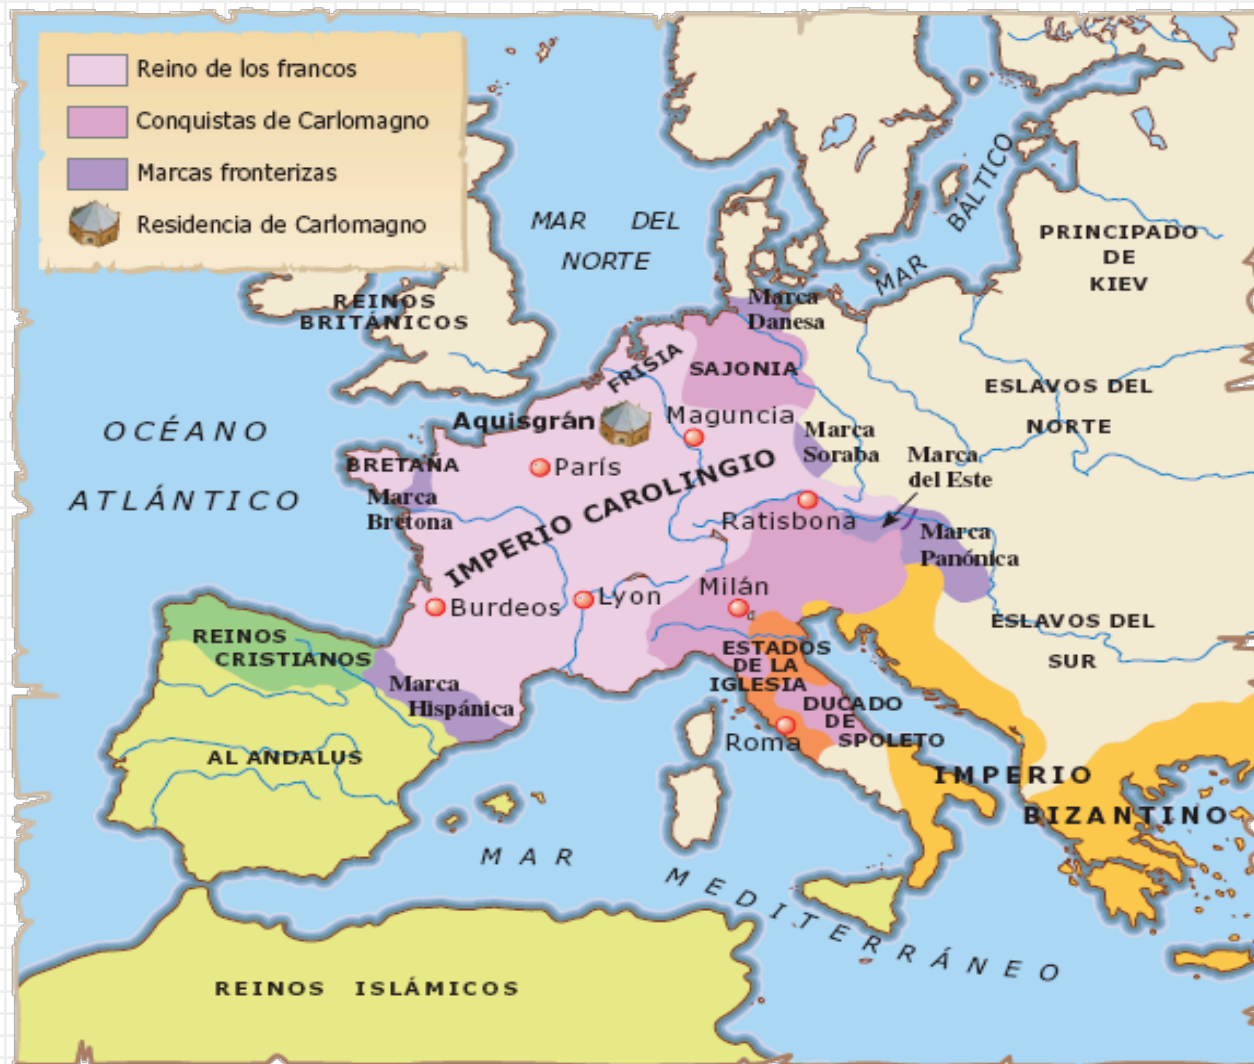 Reino de los francos
Conquistas de Carlomagno
Marcas fronterizas
Residencia de Carlomagno
MAR DEL
NORTE
MAR BÁLTICO
PRINCIPADO
DE
KIEV
REINOS
BRITÁNICOS
Marca
Danesa
FRISIA
SAJONIA
ESLAVOS DEL
NORTE
OCÉANO
ATLÁNTICO
Aquisgrán
Maguncia
Marca
Soraba
Marca
del Este
BRETAÑA
París
Marca
Bretona
IMPERIO CAROLINGIO
Ratisbona
Marca
Panónica
Burdeos
Lyon
Milán
ESLAVOS DEL
SUR
REINOS
CRISTIANOS
ESTADOS
DE LA
IGLESIA
Marca
Hispánica
DUCADO
DE
SPOLETO
Roma
AL ANDALUS
IMPERIO
BIZANTINO
MAR
MEDITERRÁNEO
REINOS ISLÁMICOS